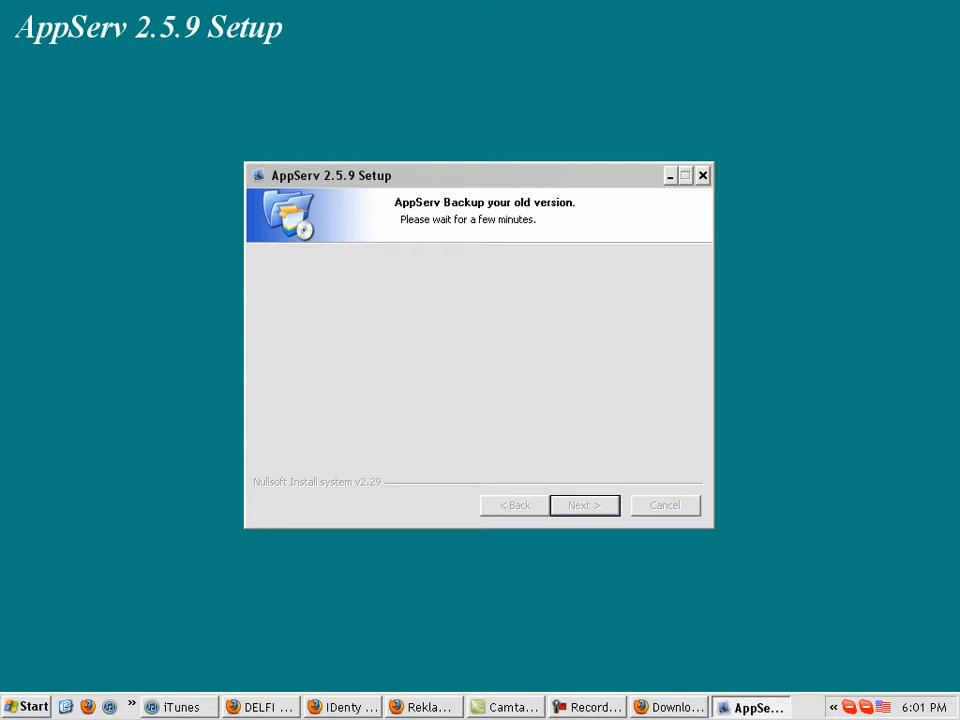 AppServ 2.5.9 Setup
AppServ 2.5.9 Setup
AppServ Backup your old version.
Please wait for a few minutes.
Nullsoft Install system v2.29
< Back
Next >
Cancel
Start
»
iTunes
DELFI ...
IDenty ...
Rekla...
Camta...
Record...
Downlo...
AppSe...
«
6:01 PM